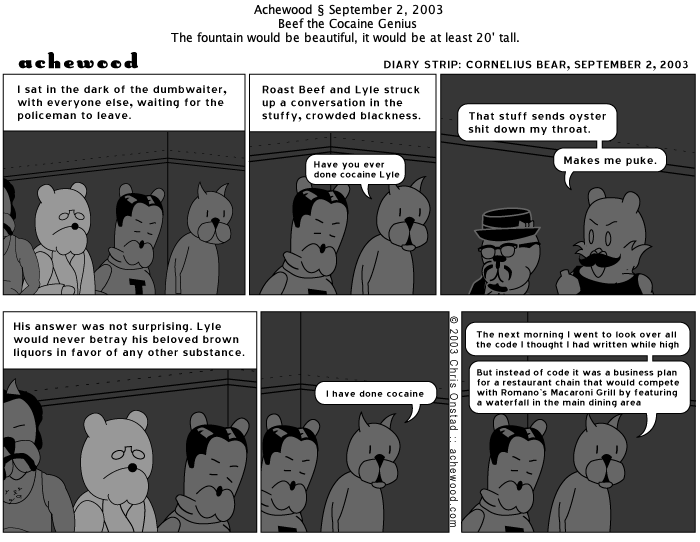 Achewood § September 2, 2003
Beef the Cocaine Genius
The fountain would be beautiful, it would be at least 20' tall.
achewood
DIARY STRIP: CORNELIUS BEAR, SEPTEMBER 2, 2003
I sat in the dark of the dumbwaiter,
with everyone else, waiting for the
policeman to leave.
Roast Beef and Lyle struck
up a conversation in the
stuffy, crowded blackness.
Have you ever
done cocaine Lyle
That stuff sends oyster
shit down my throat.
Makes me puke.
His answer was not surprising. Lyle
would never betray his beloved brown
liquors in favor of any other substance.
I have done cocaine
© 2003 Chris Onstad :: achewood.com
The next morning I went to look over all
the code I thought I had written while high
But instead of code it was a business plan
for a restaurant chain that would compete
with Romano's Macaroni Grill by featuring
a waterfall in the main dining area